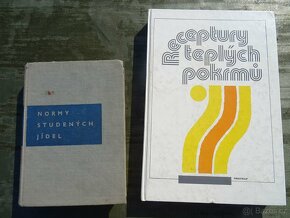 NORMY
STUDENÝCH
JÍDEL
Receptury
teplých
pokrmů